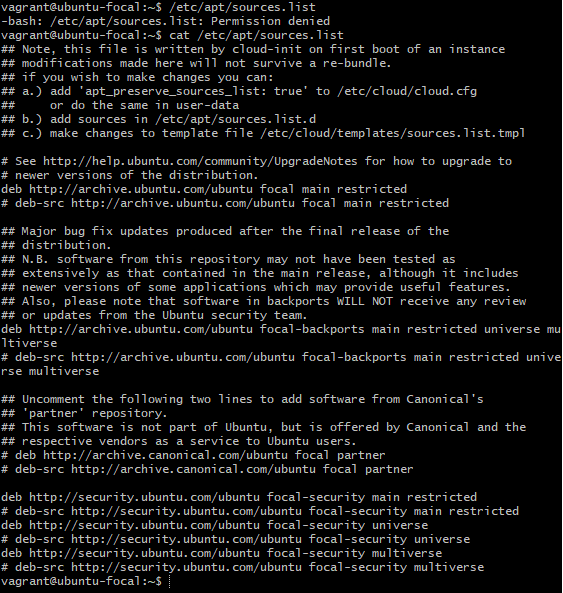 vagrant@ubuntu-focal:~$ /etc/apt/sources.list
-bash: /etc/apt/sources.list: Permission denied
vagrant@ubuntu-focal:~$ cat /etc/apt/sources.list
## Note, this file is written by cloud-init on first boot of an instance
## modifications made here will not survive a re-bundle.
## if you wish to make changes you can:
## a.) add 'apt_preserve_sources_list: true' to /etc/cloud/cloud.cfg
##     or do the same in user-data
## b.) add sources in /etc/apt/sources.list.d
## c.) make changes to template file /etc/cloud/templates/sources.list.tmpl

# See http://help.ubuntu.com/community/UpgradeNotes for how to upgrade to
# newer versions of the distribution.
deb http://archive.ubuntu.com/ubuntu focal main restricted
# deb-src http://archive.ubuntu.com/ubuntu focal main restricted

## Major bug fix updates produced after the final release of the
## distribution.
## N.B. software from this repository may not have been tested as
## extensively as that contained in the main release, although it includes
## newer versions of some applications which may provide useful features.
## Also, please note that software in backports WILL NOT receive any review
## or updates from the Ubuntu security team.
deb http://archive.ubuntu.com/ubuntu focal-backports main restricted universe mu
ltiverse
# deb-src http://archive.ubuntu.com/ubuntu focal-backports main restricted unive
rse multiverse

## Uncomment the following two lines to add software from Canonical's
## 'partner' repository.
## This software is not part of Ubuntu, but is offered by Canonical and the
## respective vendors as a service to Ubuntu users.
# deb http://archive.canonical.com/ubuntu focal partner
# deb-src http://archive.canonical.com/ubuntu focal partner

deb http://security.ubuntu.com/ubuntu focal-security main restricted
# deb-src http://security.ubuntu.com/ubuntu focal-security main restricted
deb http://security.ubuntu.com/ubuntu focal-security universe
# deb-src http://security.ubuntu.com/ubuntu focal-security universe
deb http://security.ubuntu.com/ubuntu focal-security multiverse
# deb-src http://security.ubuntu.com/ubuntu focal-security multiverse
vagrant@ubuntu-focal:~$